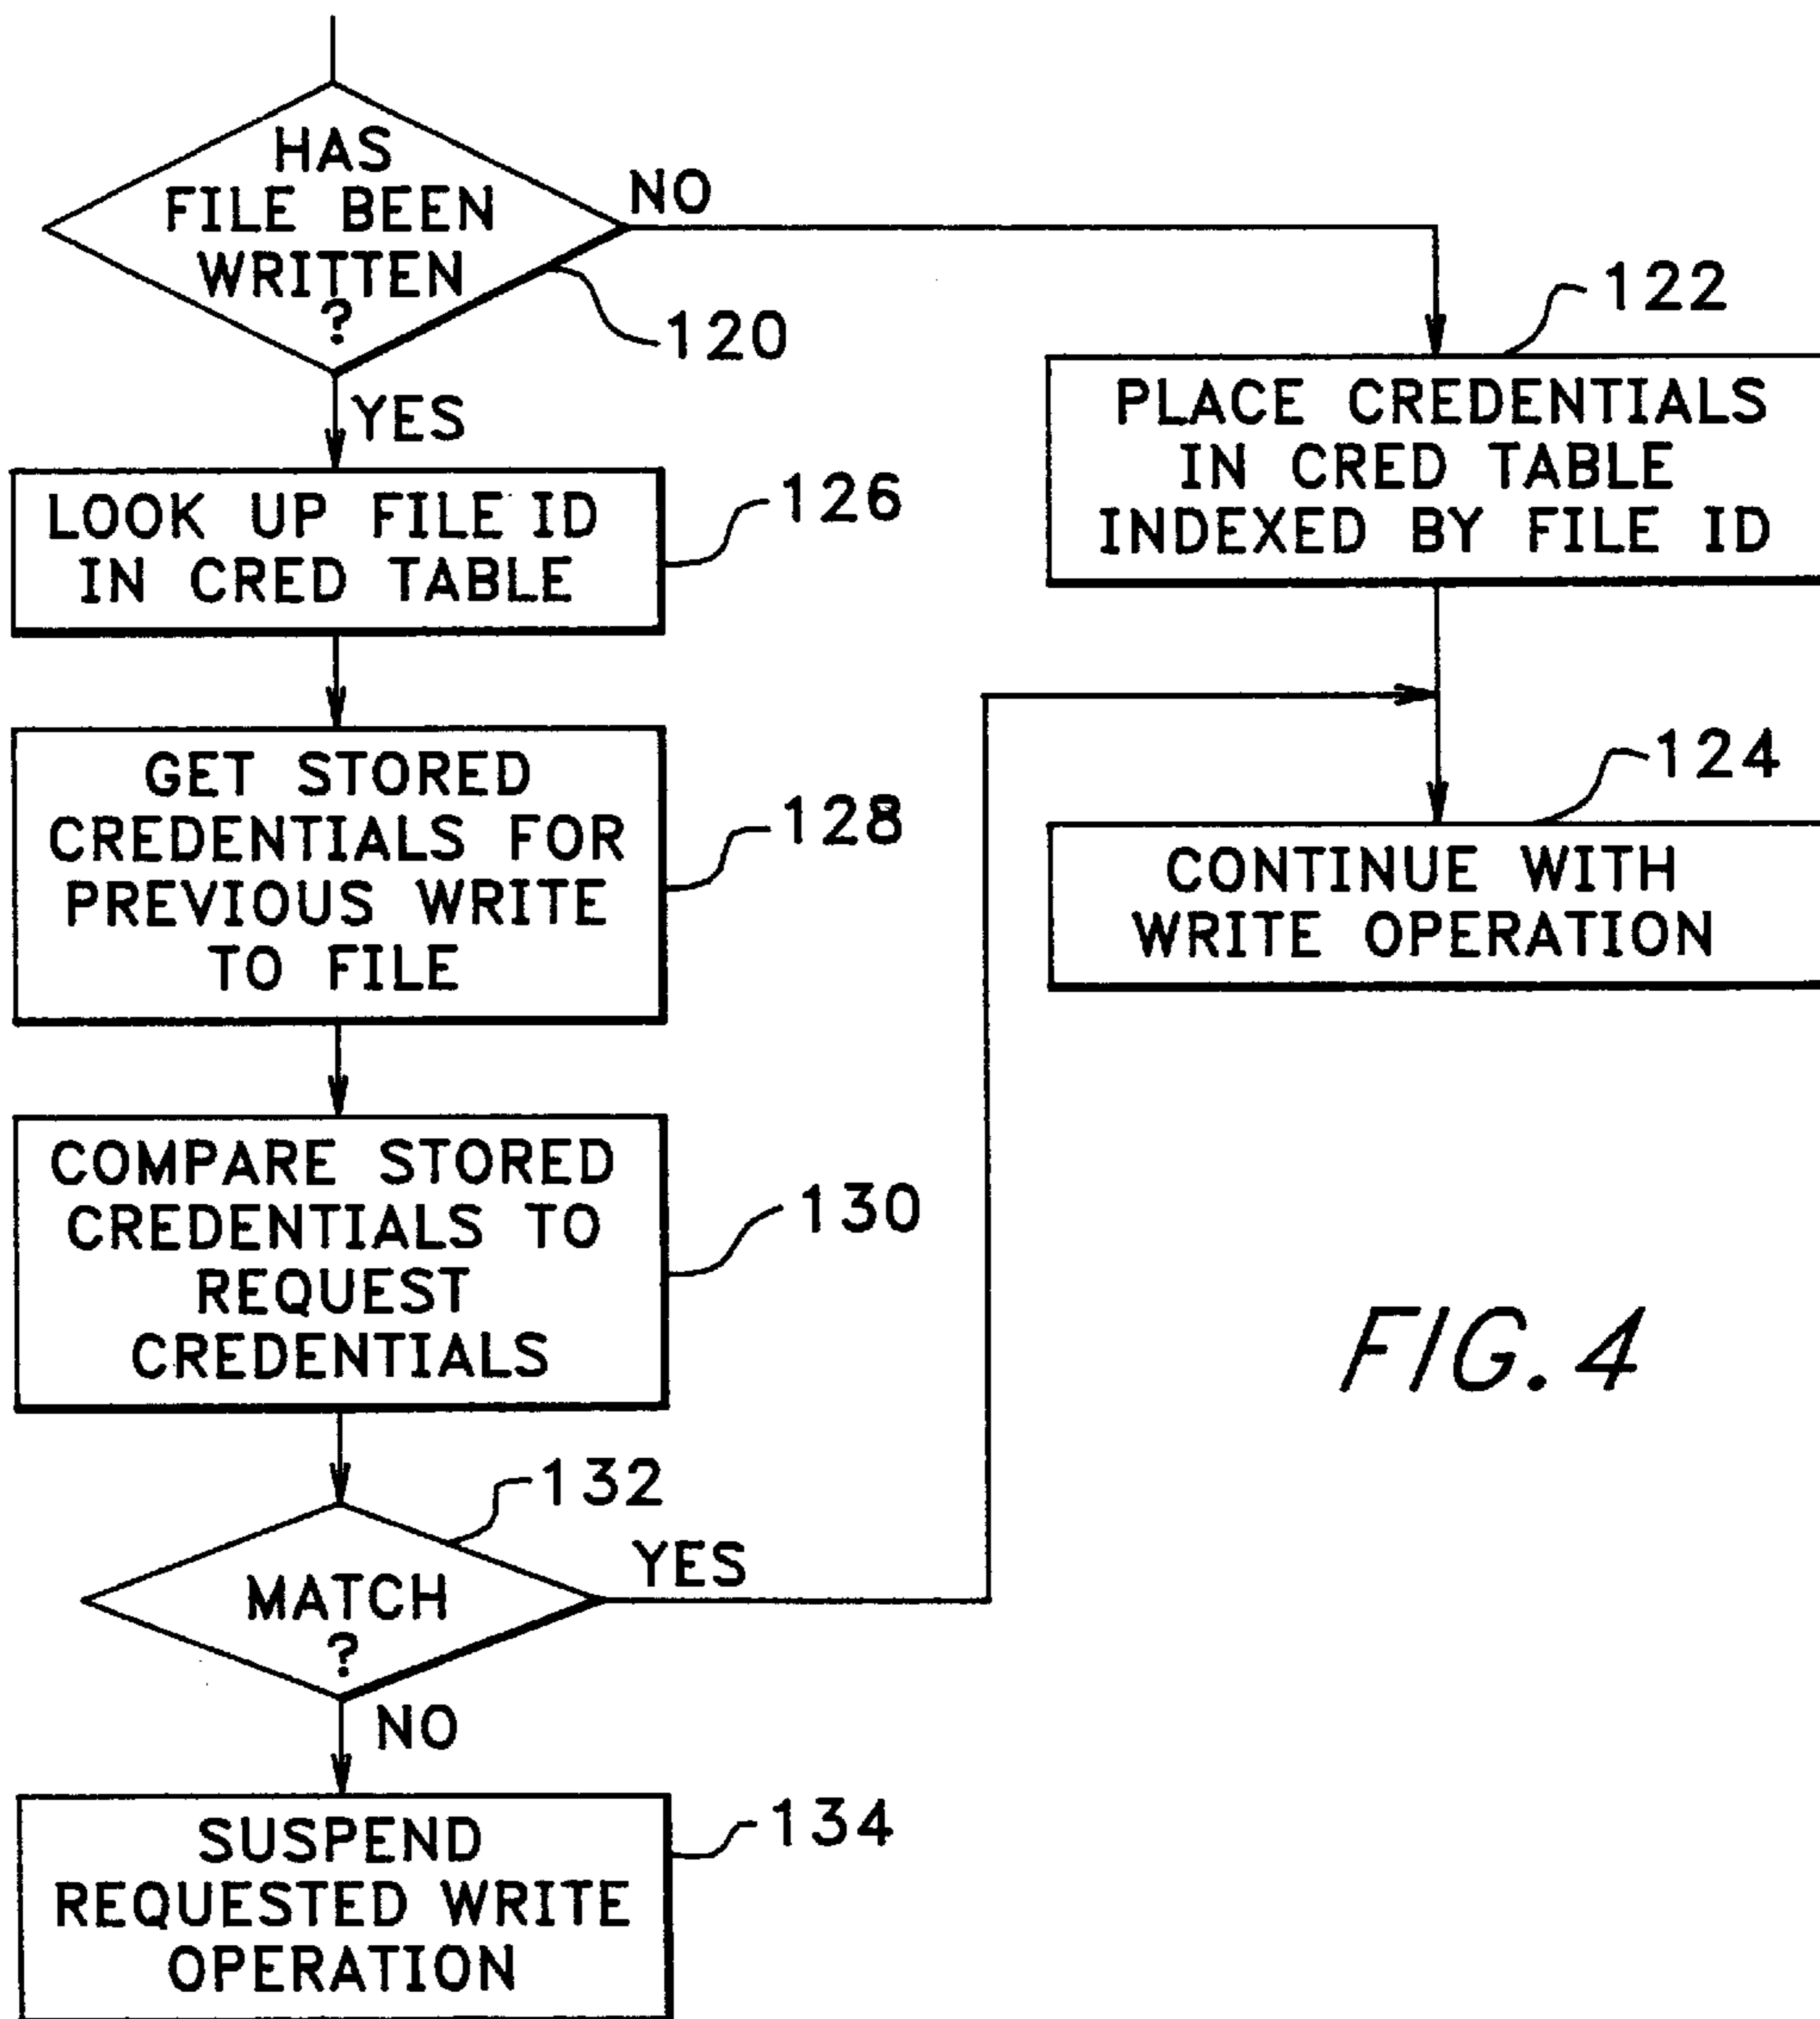 HAS
FILE BEEN
WRITTEN
?
NO
120
YES
122
PLACE CREDENTIALS
IN CRED TABLE
INDEXED BY FILE ID
LOOK UP FILE ID
IN CRED TABLE
126
GET STORED
CREDENTIALS FOR
PREVIOUS WRITE
TO FILE
128
124
CONTINUE WITH
WRITE OPERATION
COMPARE STORED
CREDENTIALS TO
REQUEST
CREDENTIALS
130
FIG. 4
132
MATCH
?
YES
NO
SUSPEND
REQUESTED WRITE
OPERATION
134